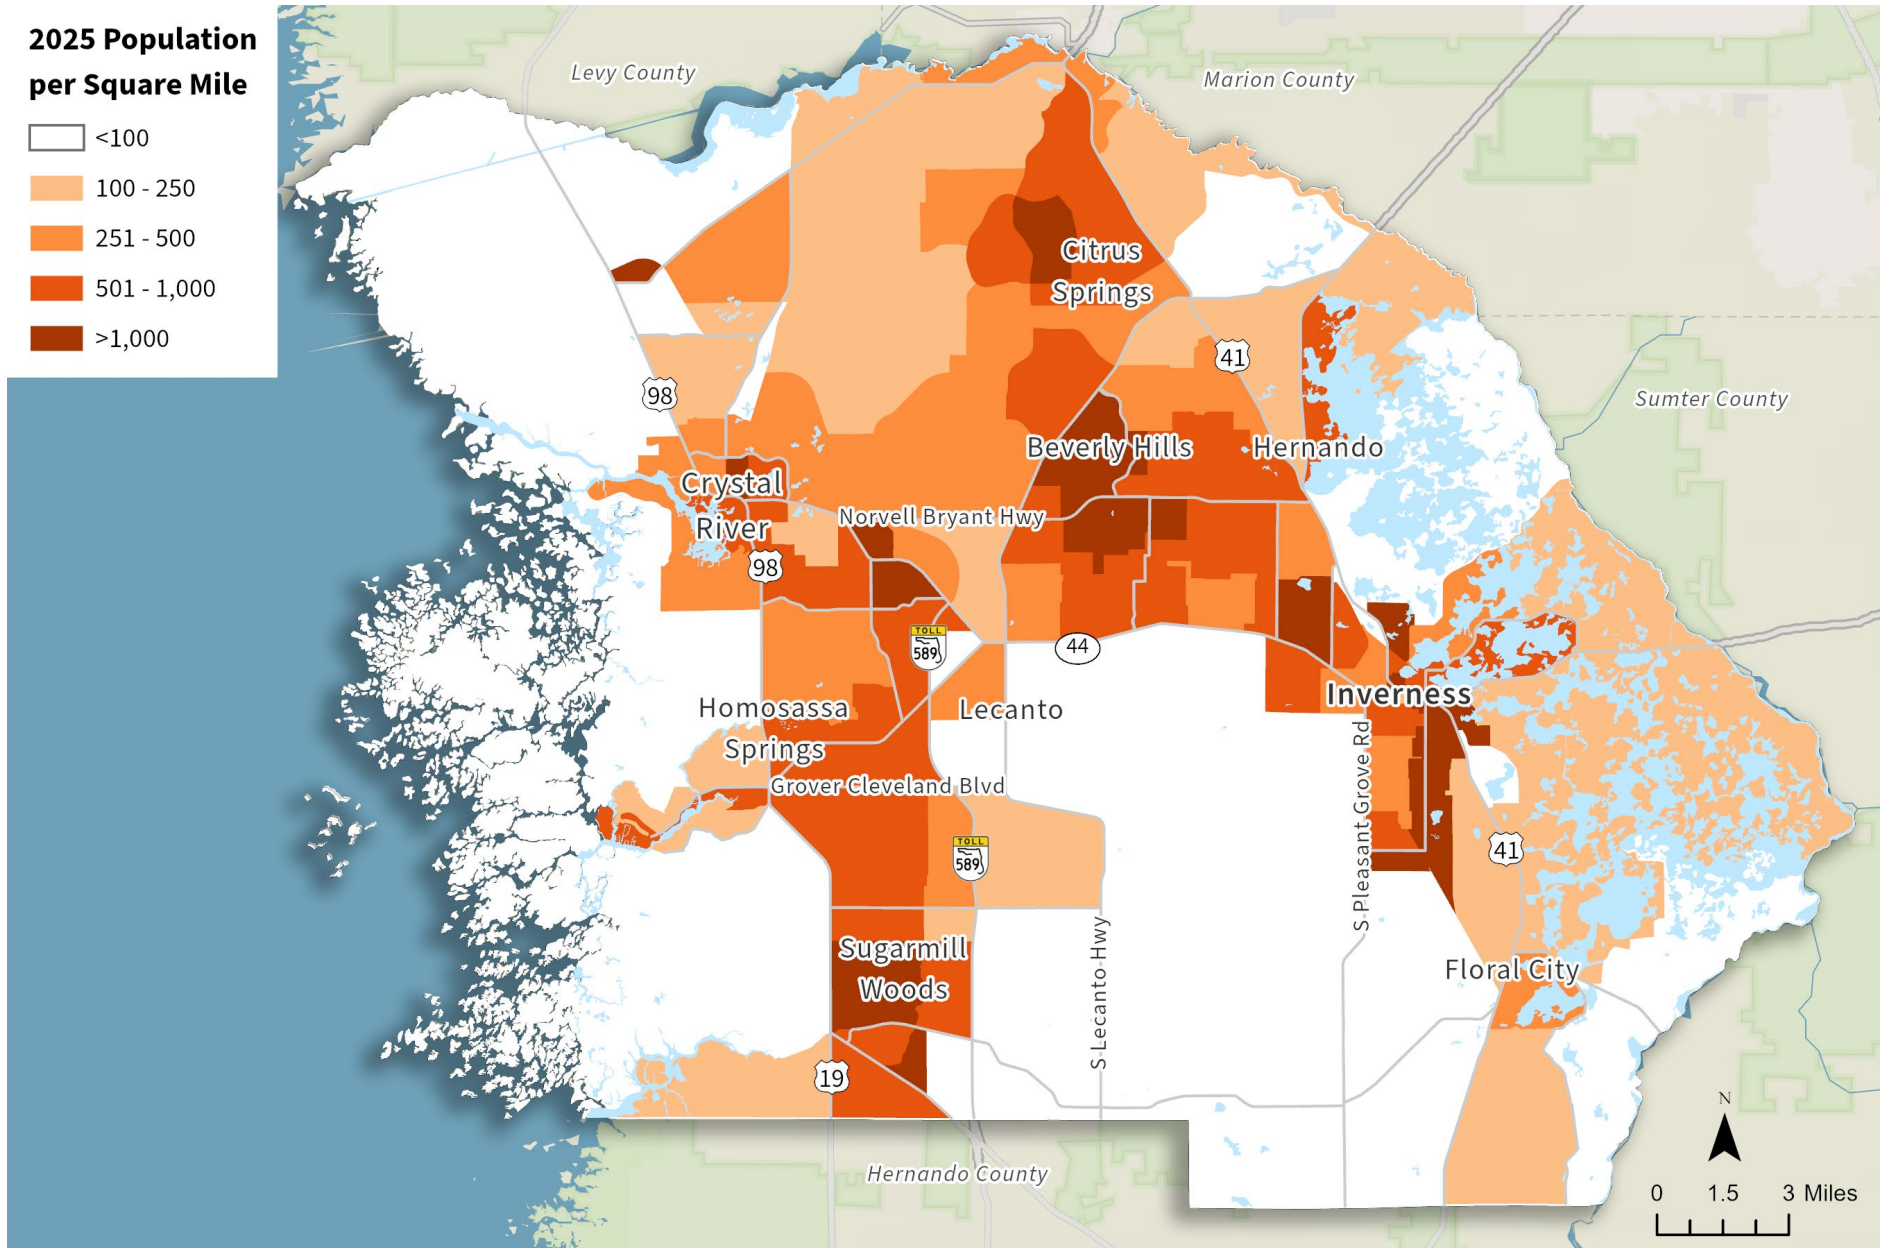 2025 Population
per Square Mile
<100
100 - 250
251 - 500
501 - 1,000
>1,000
Levy County
Marion County
Citrus
Springs
41
98
Sumter County
Beverly Hills
Hernando
Crystal
River
Norvell Bryant Hwy
98
TOLL
589
44
Inverness
Homosassa
Springs
Lecanto
Grover Cleveland Blvd
S Pleasant Grove Rd
TOLL
589
41
Sugarmill
Woods
S Lecanto Hwy
Floral City
19
Hernando County
N
0 1.5 3 Miles